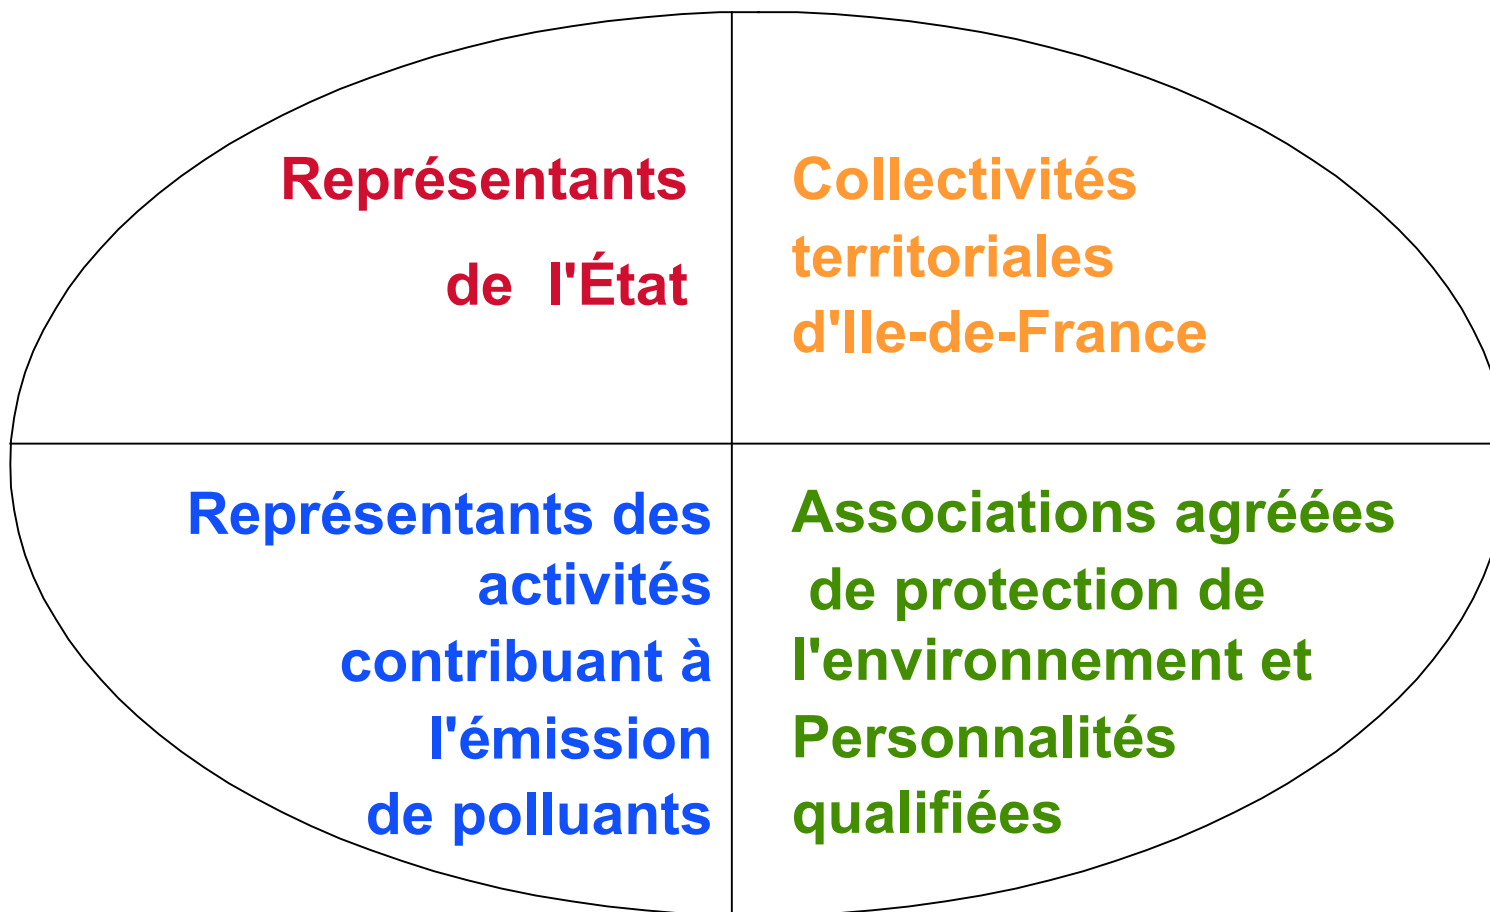 Représentants
de l'État
Collectivités
territoriales
d'Ile-de-France
Représentants des
activités
contribuant à
l'émission
de polluants
Associations agréées
de protection de
l'environnement et
Personnalités
qualifiées